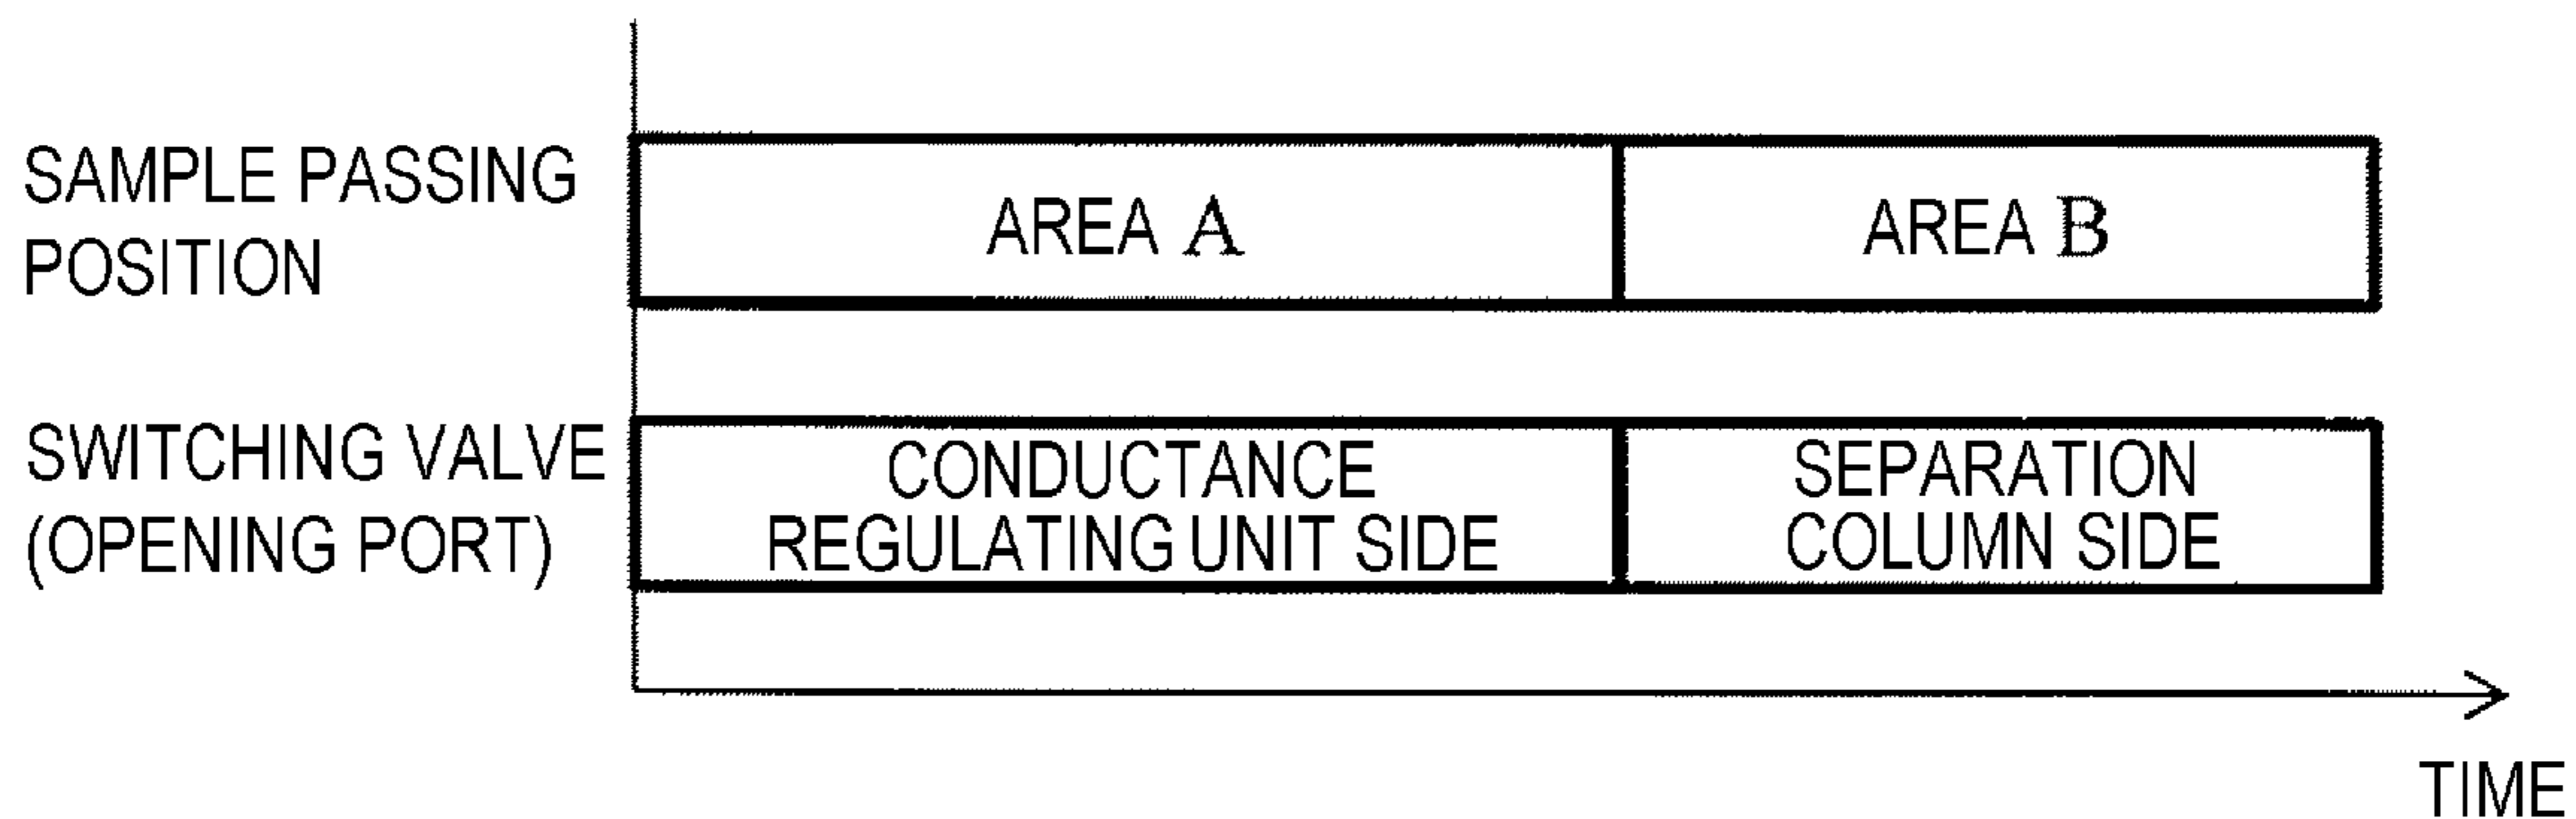 SAMPLE PASSING
POSITION
AREA A
AREA B
SWITCHING VALVE
(OPENING PORT)
CONDUCTANCE
REGULATING UNIT SIDE
SEPARATION
COLUMN SIDE
TIME